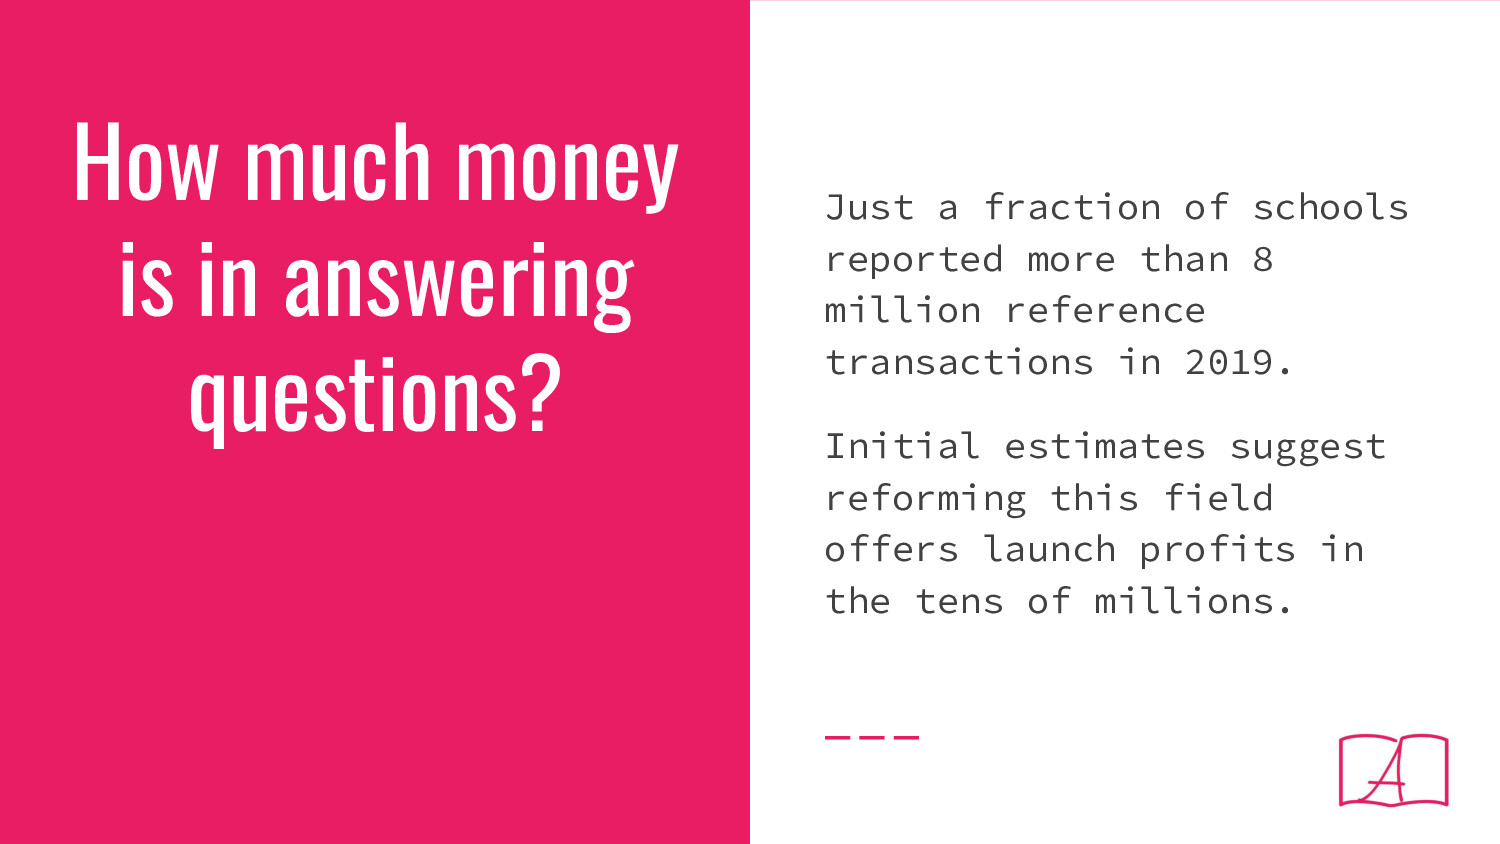 How much money
is in answering
questions?
Just a fraction of schools
reported more than 8
million reference
transactions in 2019.
Initial estimates suggest
reforming this field
offers launch profits in
the tens of millions.
A